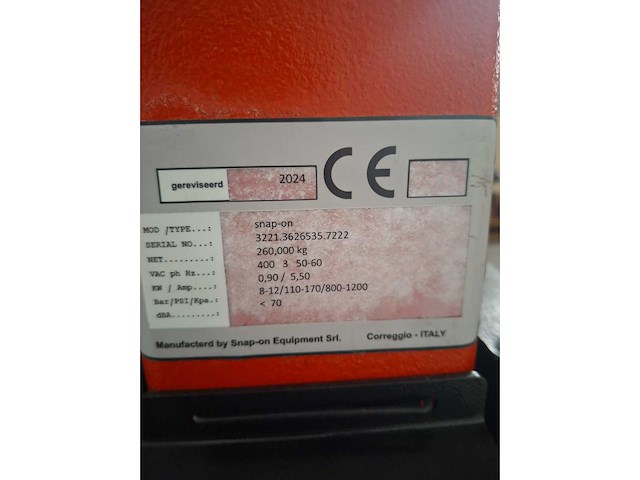 gereviseerd 2024 CE
MOD /TYPE...: snap-on
SERIAL NO...: 3221.3626535.7222
NET.........: 260,000 kg
VAC ph Hz...: 400 3 50-60
KW / Amp....: 0,90 / 5,50
Bar/PSI/Kpa.: 8-12/110-170/800-1200
dBA.........: < 70
Manufacterd by Snap-on Equipment Srl. Correggio - ITALY